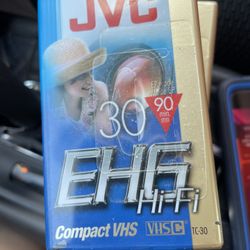 JVC
30
90
min.
EHG
Hi-Fi
Compact VHS
VHS C
TC-30